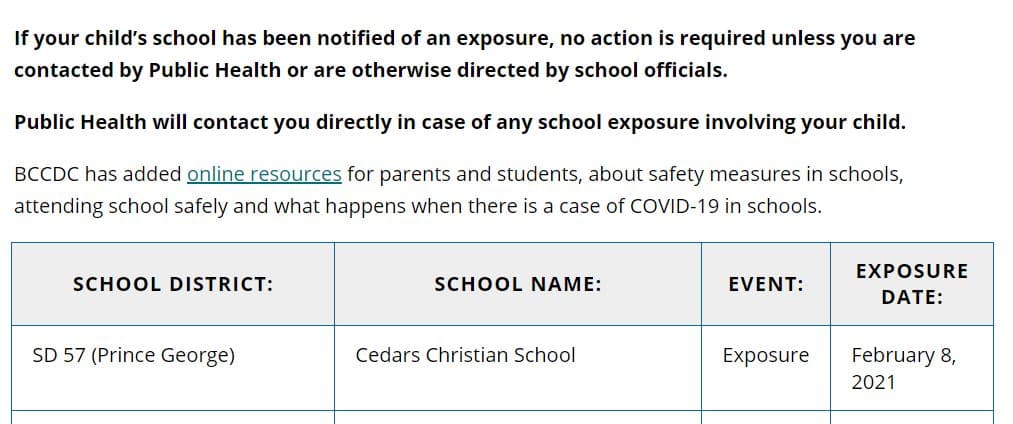 If your child’s school has been notified of an exposure, no action is required unless you are
contacted by Public Health or are otherwise directed by school officials.
Public Health will contact you directly in case of any school exposure involving your child.
BCCDC has added online resources for parents and students, about safety measures in schools,
attending school safely and what happens when there is a case of COVID-19 in schools.
SCHOOL DISTRICT:
SCHOOL NAME:
EVENT:
EXPOSURE
DATE:
SD 57 (Prince George)
Cedars Christian School
Exposure
February 8,
2021